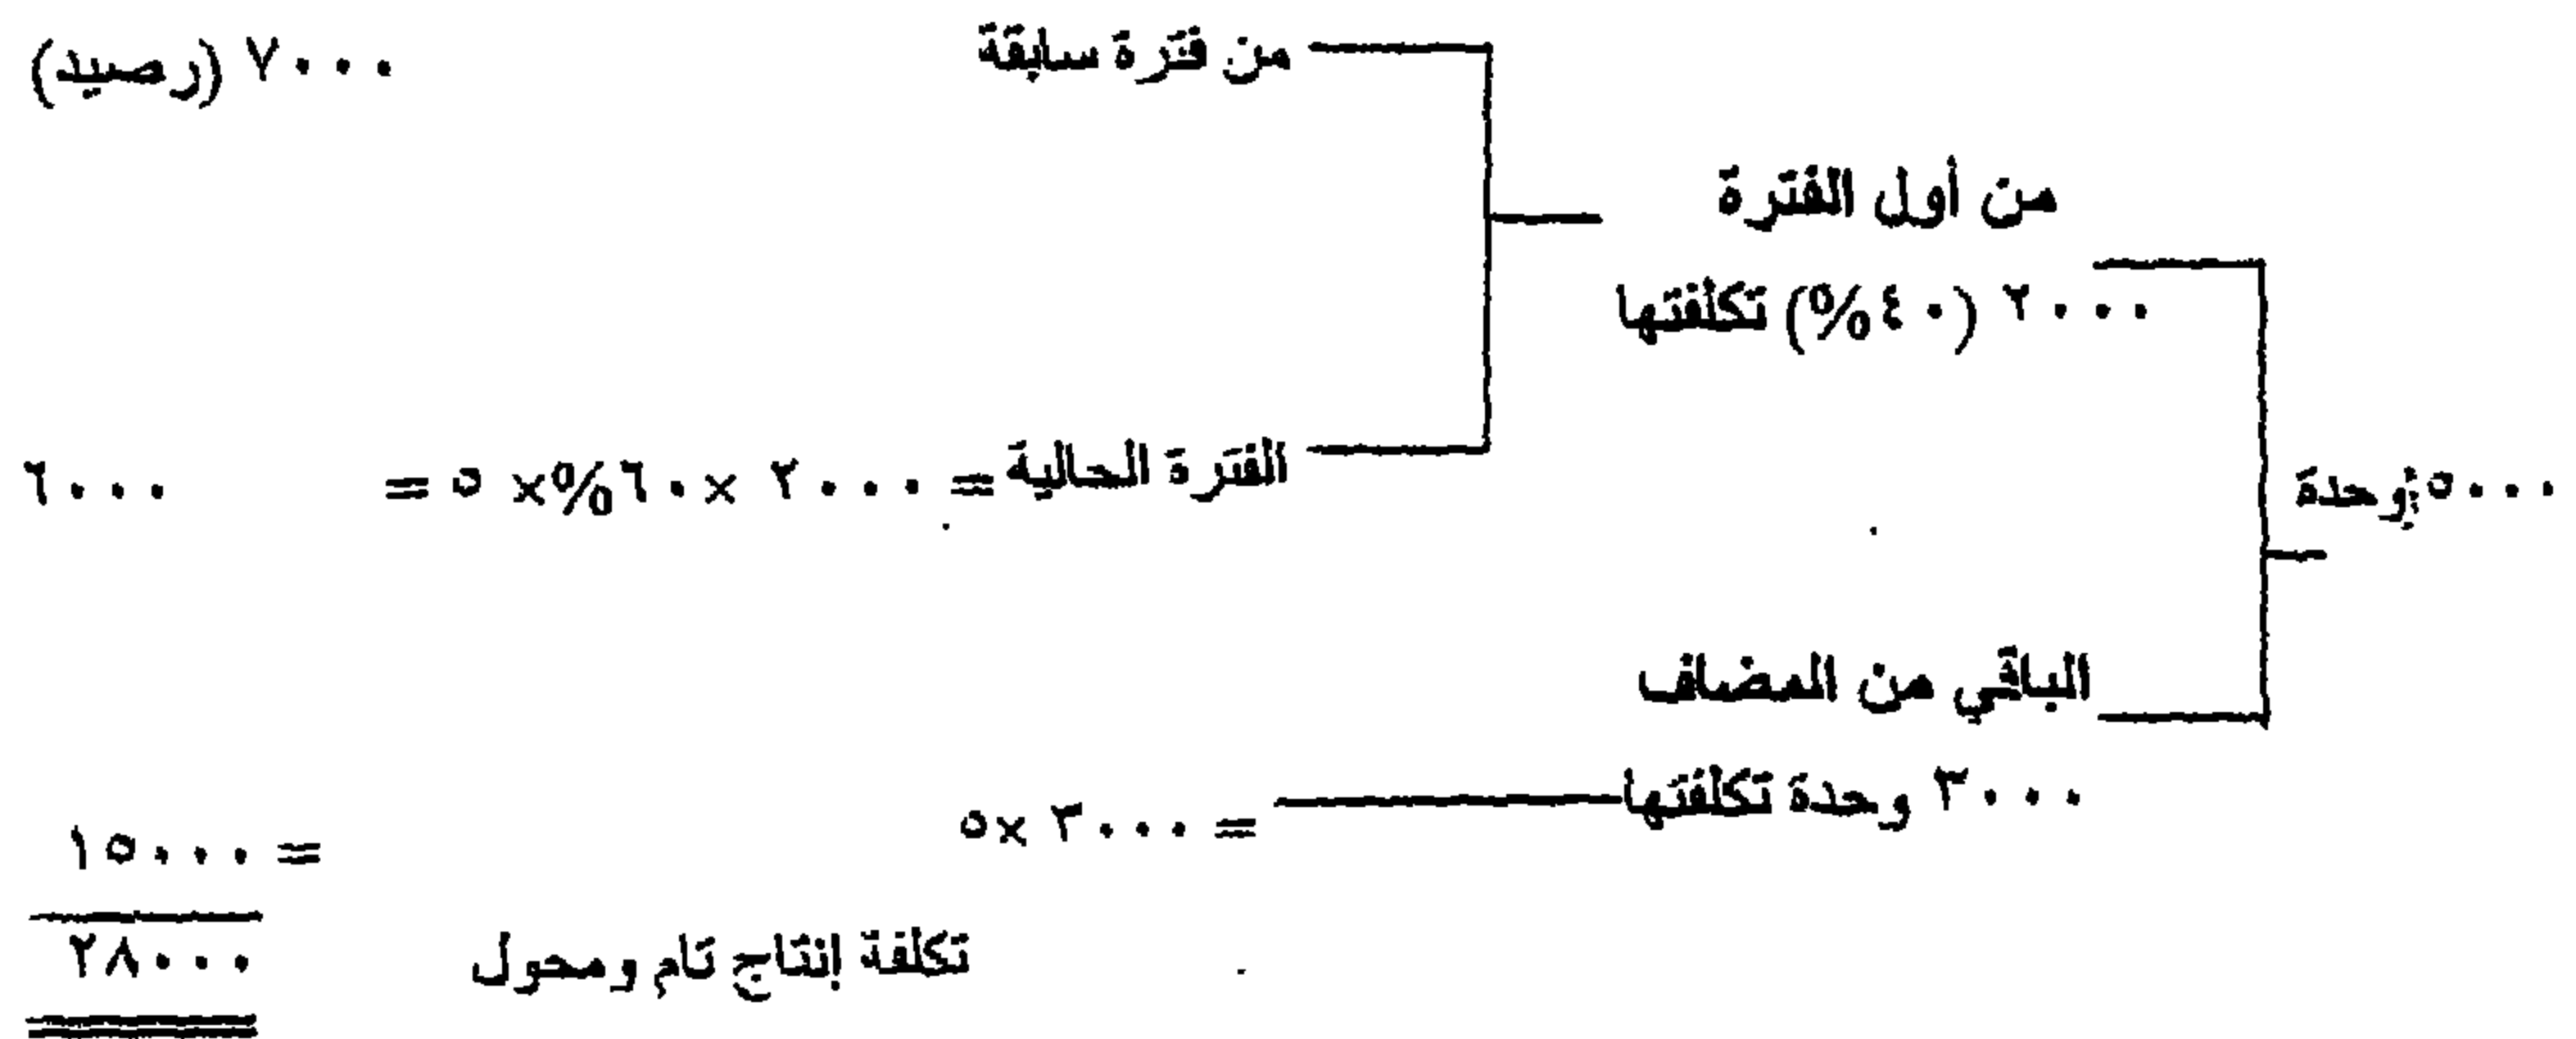 من فترة سابقة ٧٠٠٠ (رصيد)
من أول الفترة
٢٠٠٠ (٤٠%) تكلفتها
٥٠٠٠ وحدة
الفترة الحالية = ٢٠٠٠ × ٦٠% × ٥ = ٦٠٠٠
الباقي من المضاف
٣٠٠٠ وحدة تكلفتها
= ٣٠٠٠ × ٥ = ١٥٠٠٠
تكلفة إنتاج تام ومحول ٢٨٠٠٠